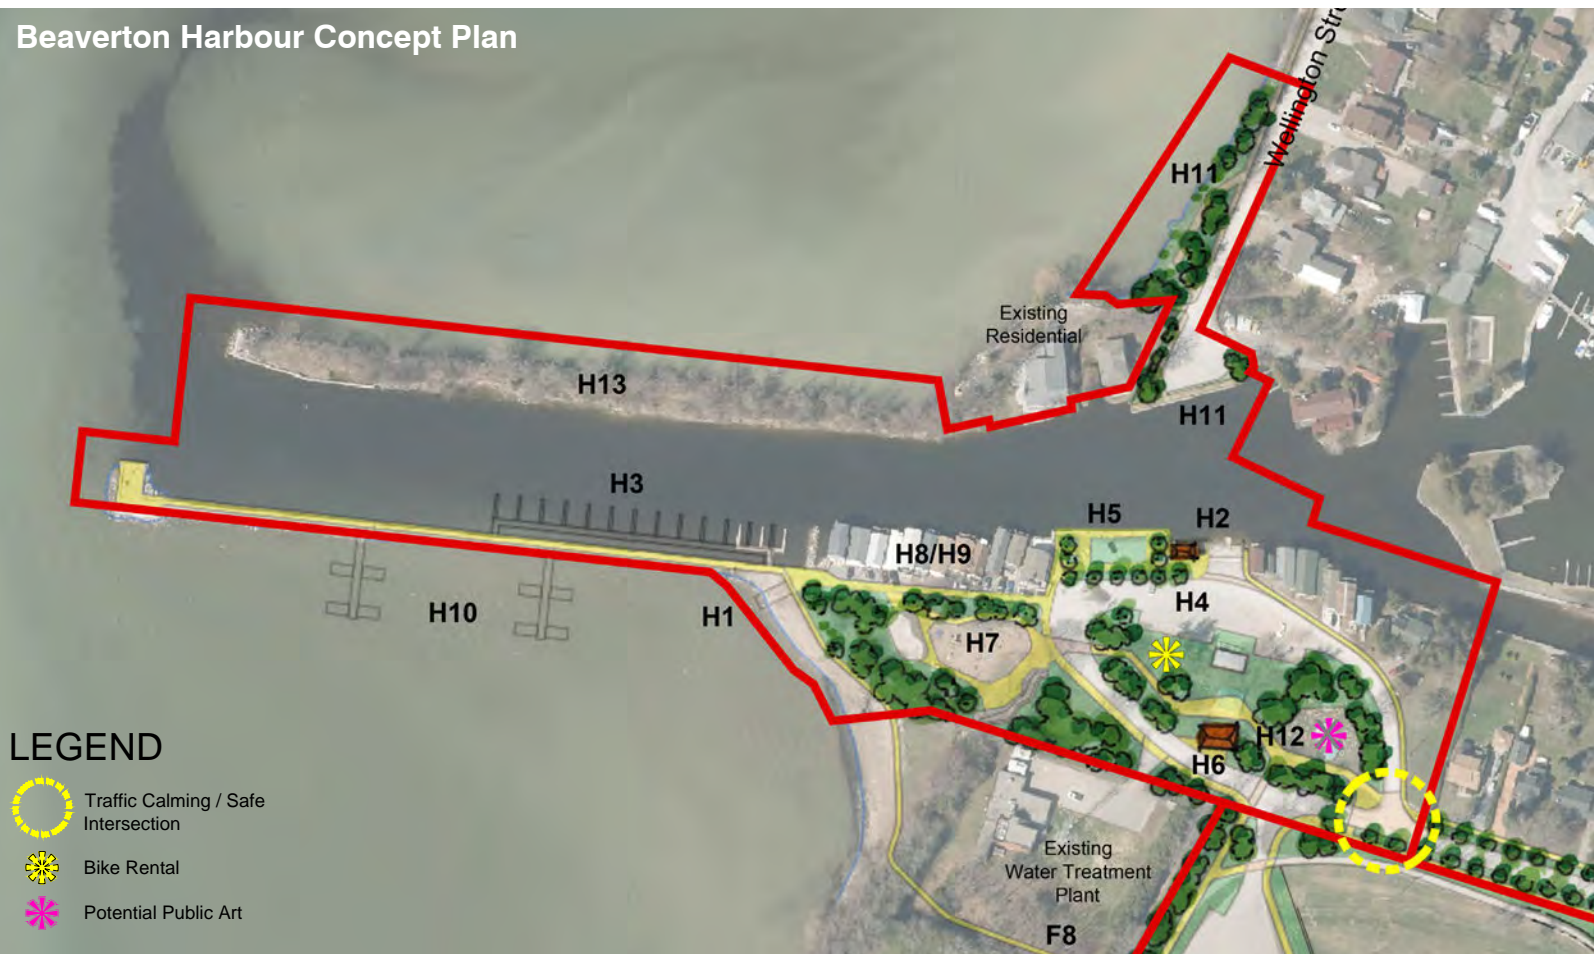 Beaverton Harbour Concept Plan
Wellington Stre
H11
Existing
Residential
H13
H11
H3
H5
H2
H8/H9
H4
H10
H1
H7
H12
H6
Existing
Water Treatment
Plant
F8
LEGEND
Traffic Calming / Safe
Intersection
Bike Rental
Potential Public Art